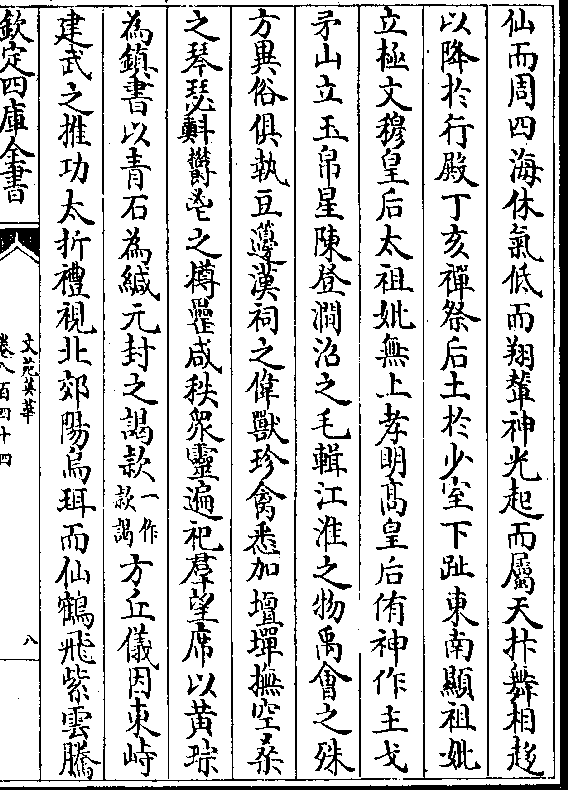 仙而周四海休氣低而翔輦神光起而屬天抃舞相趍
以降於行殿丁亥禪祭后土於少室下趾東南顯祖妣
立極文穆皇后太祖妣無上孝明髙皇后侑神作主戈
矛山立玉帛星陳登澗沼之毛輯江淮之物禹會之殊
方異俗俱執豆籩漢祠之偉獸珍禽悉加壇墠撫空桑
之琴瑟斢欝鬯之樽罍咸秩衆靈遍祀羣望席以黄琮
為鎮書以青石為緘元封之謁款一作款謁方丘儀因東峙
建武之推功太折禮視北郊陽烏珥而仙鶴飛紫雲騰
欽定四庫全書
文苑英華
卷八百四十四
八